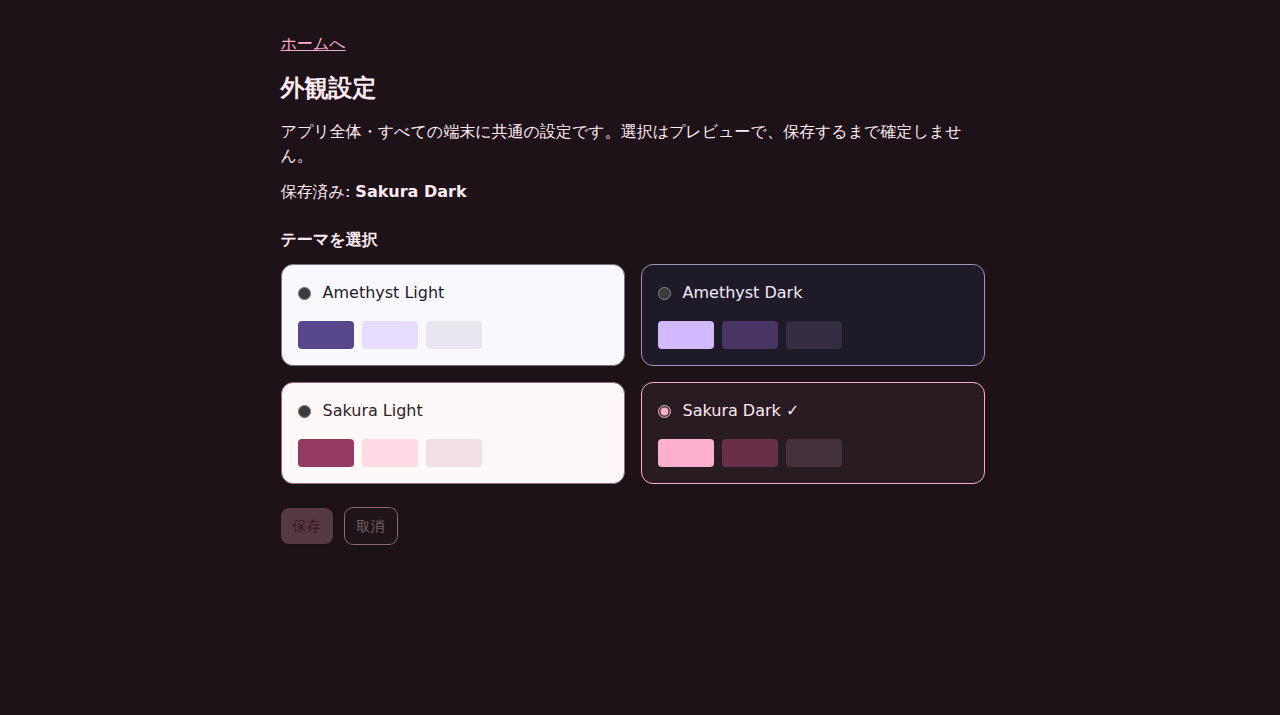 ホームへ
外観設定
アプリ全体・すべての端末に共通の設定です。選択はプレビューで、保存するまで確定しませ
ん。
保存済み: Sakura Dark
テーマを選択
Amethyst Light
Amethyst Dark
Sakura Light
Sakura Dark ✓
保存
取消